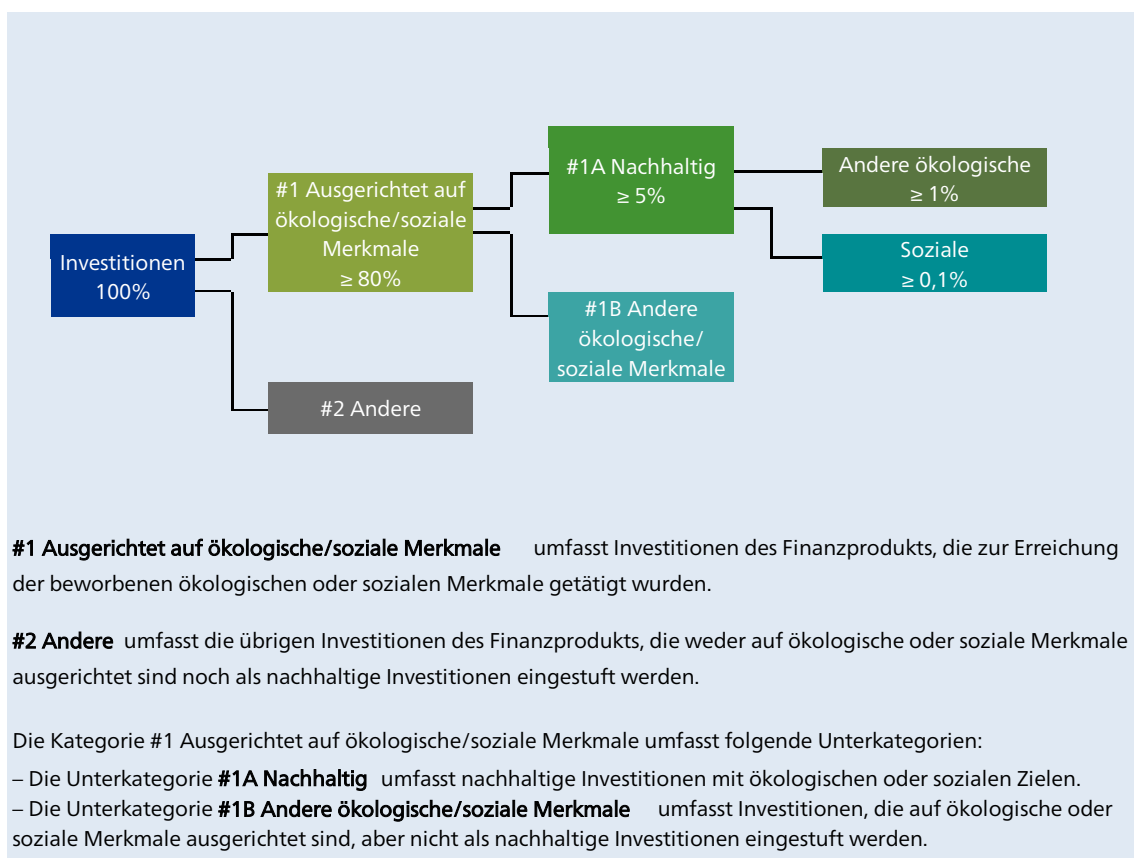 #1A Nachhaltig
≥ 5%
Andere ökologische
≥ 1%
#1 Ausgerichtet auf
ökologische/soziale
Merkmale
≥ 80%
Investitionen
100%
Soziale
≥ 0,1%
#1B Andere
ökologische/
soziale Merkmale
#2 Andere
#1 Ausgerichtet auf ökologische/soziale Merkmale umfasst Investitionen des Finanzprodukts, die zur Erreichung
der beworbenen ökologischen oder sozialen Merkmale getätigt wurden.
#2 Andere umfasst die übrigen Investitionen des Finanzprodukts, die weder auf ökologische oder soziale Merkmale
ausgerichtet sind noch als nachhaltige Investitionen eingestuft werden.
Die Kategorie #1 Ausgerichtet auf ökologische/soziale Merkmale umfasst folgende Unterkategorien:
– Die Unterkategorie #1A Nachhaltig umfasst nachhaltige Investitionen mit ökologischen oder sozialen Zielen.
– Die Unterkategorie #1B Andere ökologische/soziale Merkmale umfasst Investitionen, die auf ökologische oder
soziale Merkmale ausgerichtet sind, aber nicht als nachhaltige Investitionen eingestuft werden.